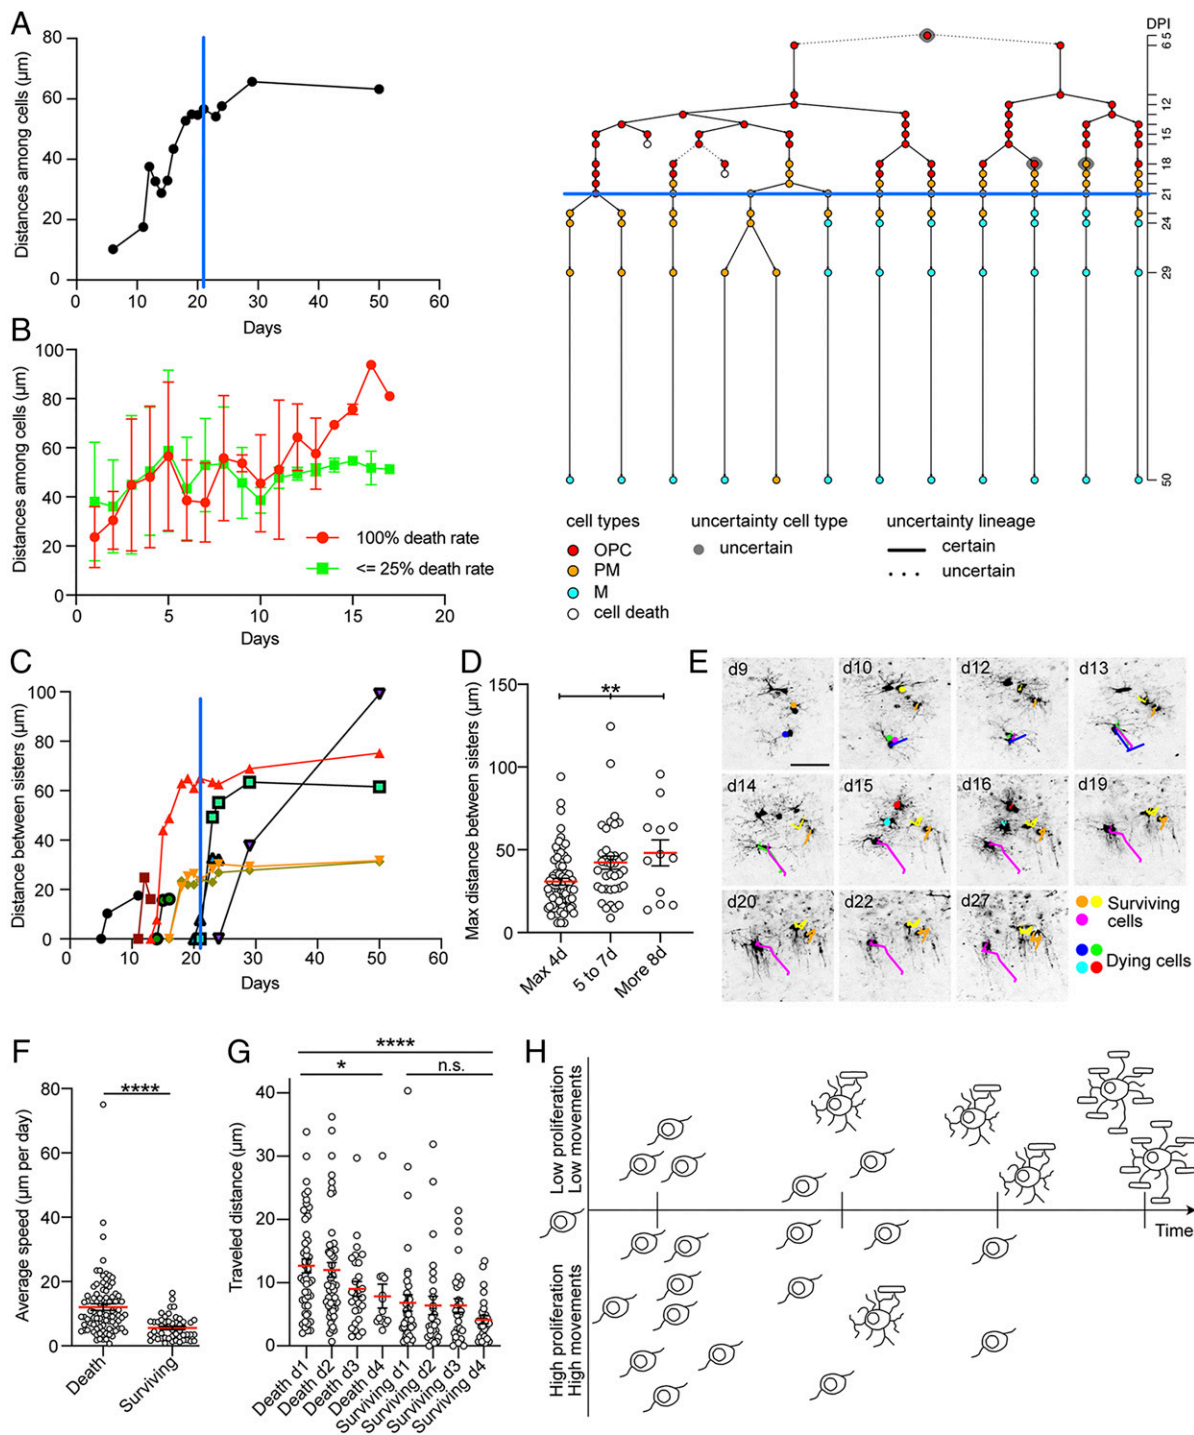 A
Distances among cells (µm)
80
60
40
20
0
0 10 20 30 40 50 60
Days
DPI
5
6
12
15
18
21
24
29
50
cell types
OPC
PM
M
cell death
uncertainty cell type
uncertain
uncertainty lineage
certain
uncertain
B
Distances among cells (µm)
100
80
60
40
20
0
0 5 10 15 20
Days
100% death rate
<= 25% death rate
C
Distance between sisters (µm)
100
80
60
40
20
0
0 10 20 30 40 50 60
Days
D
Max distance between sisters (µm)
150
100
50
0
**
Max 4d
5 to 7d
More 8d
E
d9 d10 d12 d13
d14 d15 d16 d19
d20 d22 d27
Surviving
cells
Dying cells
F
Average speed (µm per day)
80
60
40
20
0
****
Death
Surviving
G
Traveled distance (µm)
40
30
20
10
0
****
* n.s.
Death d1
Death d2
Death d3
Death d4
Surviving d1
Surviving d2
Surviving d3
Surviving d4
H
Low proliferation
Low movements
Time
High proliferation
High movements